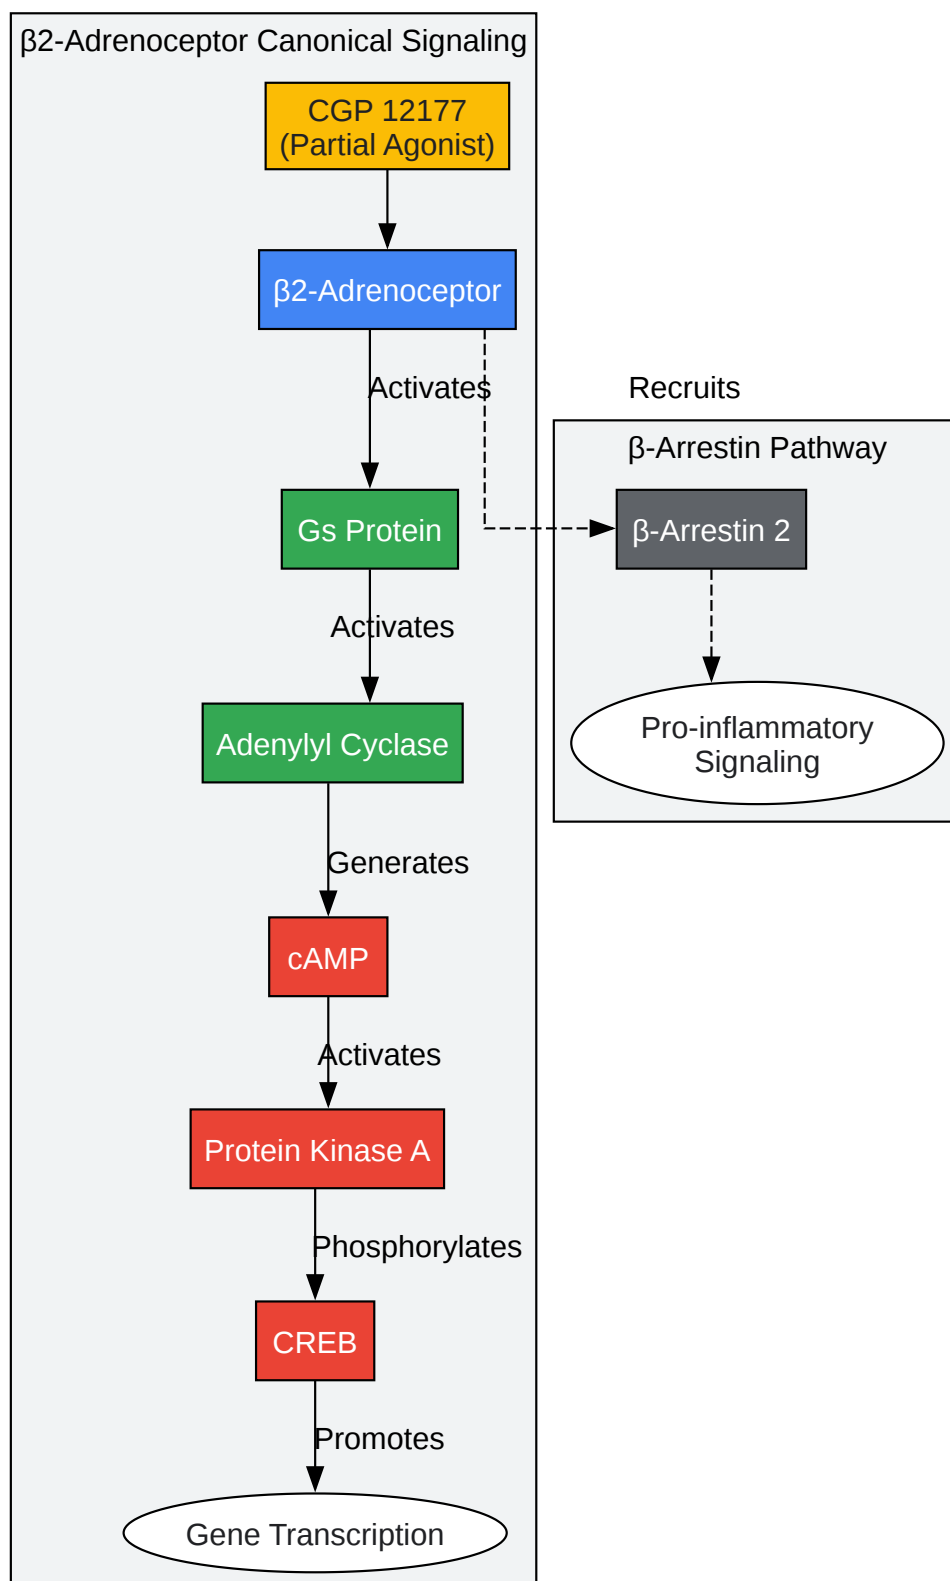 β2-Adrenoceptor Canonical Signaling
CGP 12177
(Partial Agonist)
β2-Adrenoceptor
Activates
Recruits
β-Arrestin Pathway
Gs Protein
β-Arrestin 2
Activates
Adenylyl Cyclase
Pro-inflammatory
Signaling
Generates
cAMP
Activates
Protein Kinase A
Phosphorylates
CREB
Promotes
Gene Transcription